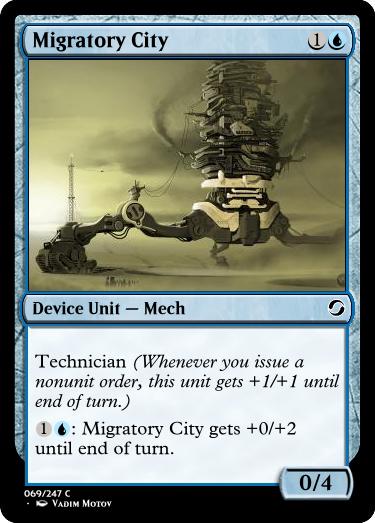 Migratory City 1
Device Unit — Mech
Technician (Whenever you issue a
nonunit order, this unit gets +1/+1 until
end of turn.)
1 : Migratory City gets +0/+2
until end of turn.
0/4
069/247 C
· Vadim Motov